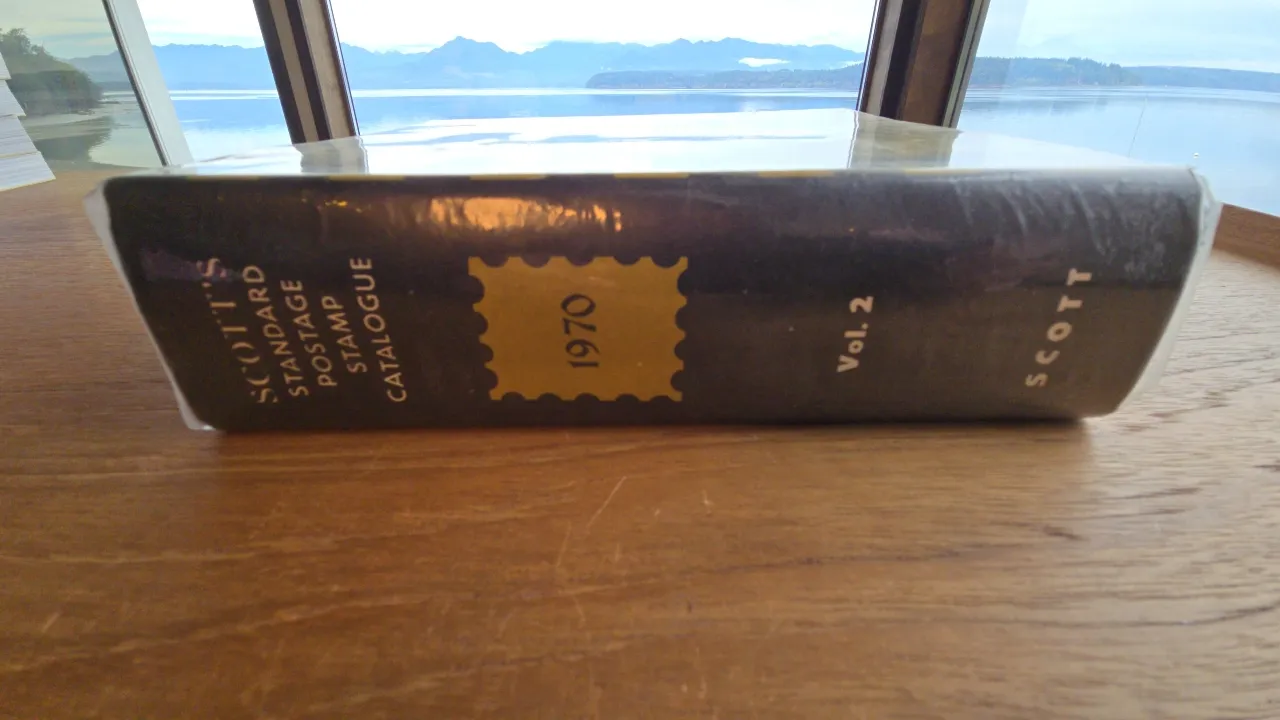 SCOTT'S
STANDARD
POSTAGE
STAMP
CATALOGUE
1970
Vol. 2
SCOTT